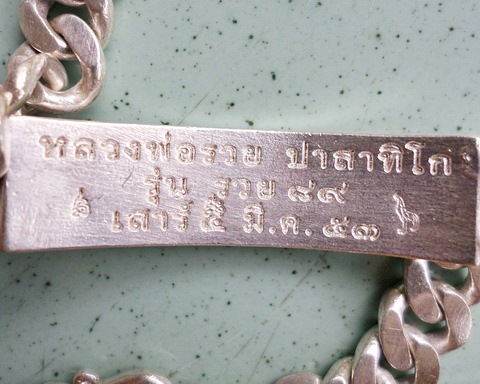 หลวงพ่อรวย ปาสาทิโก
รุ่น รวย ๘๙
เสาร์ ๕ มี.ค. ๕๓